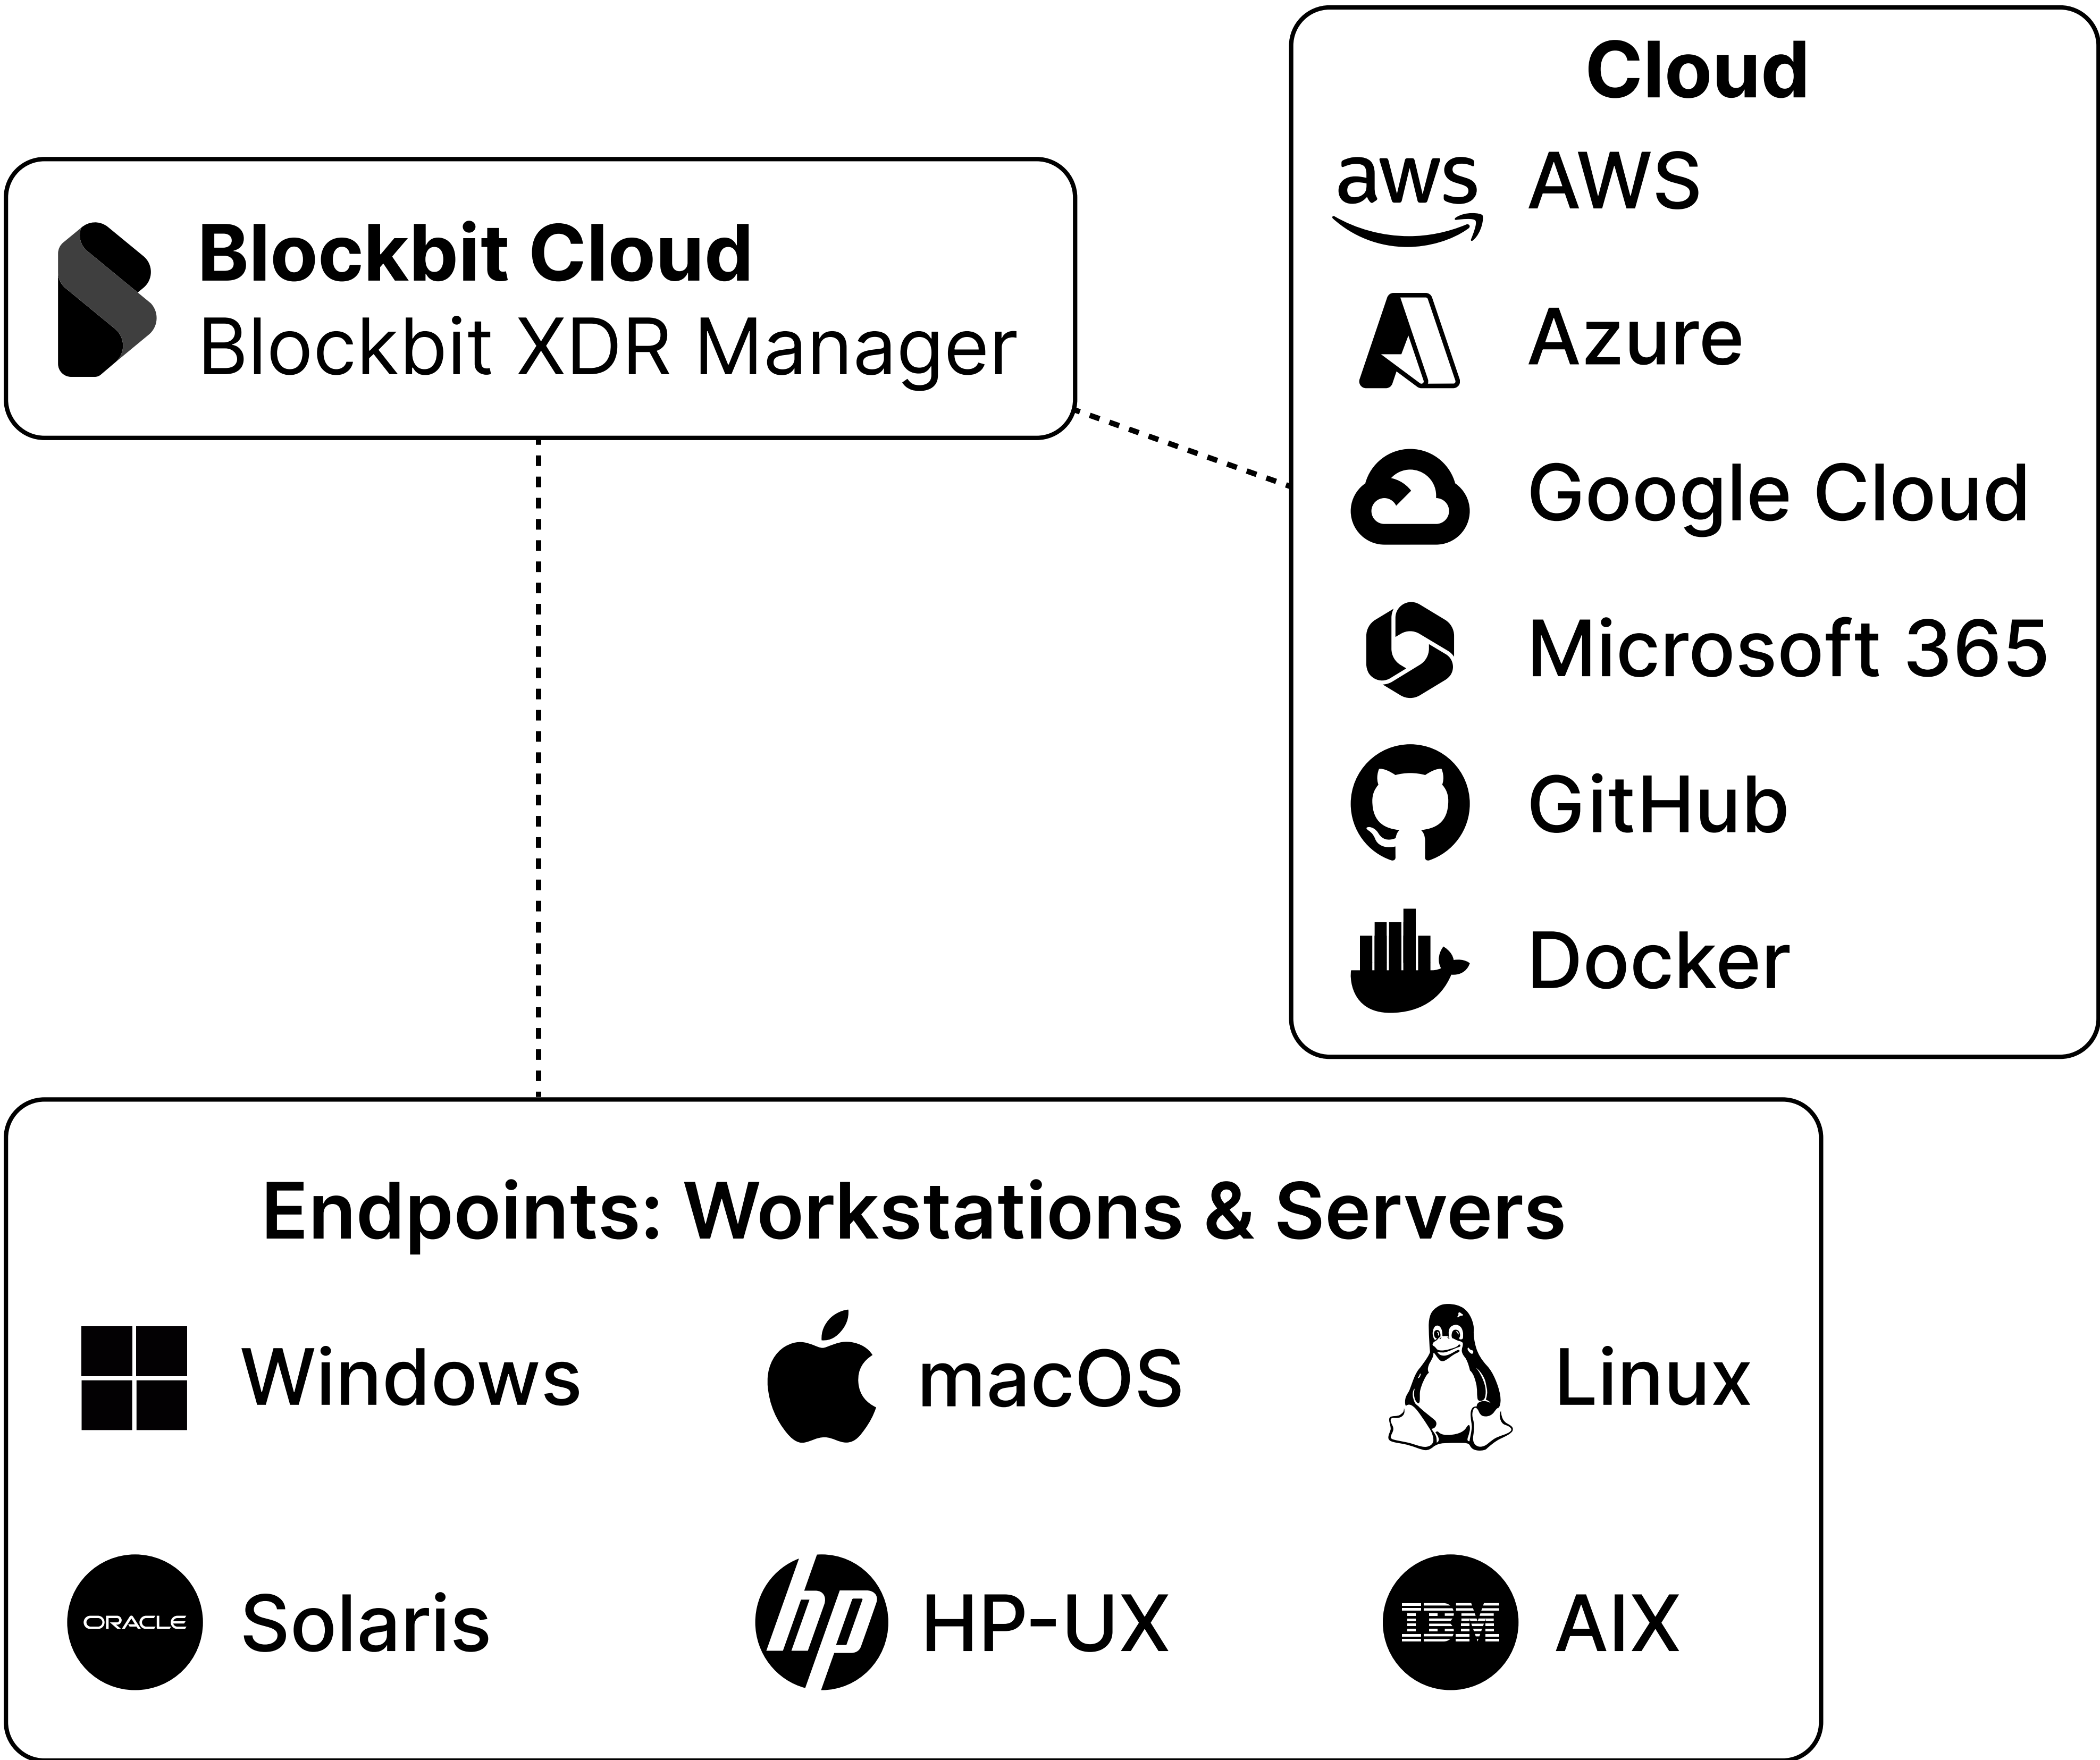 Blockbit Cloud
Blockbit XDR Manager
Cloud
aws AWS
Azure
Google Cloud
Microsoft 365
GitHub
Docker
Endpoints: Workstations & Servers
Windows macOS Linux
ORACLE Solaris hp HP-UX IBM AIX